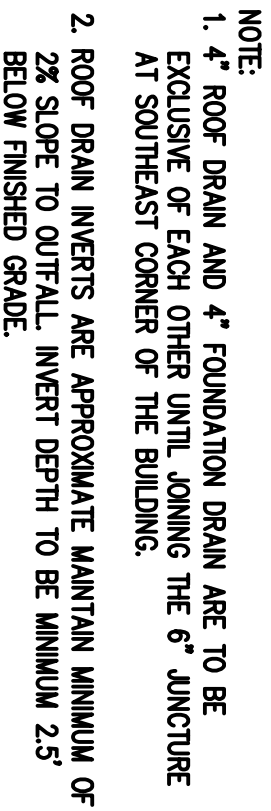 NOTE:
1. 4" ROOF DRAIN AND 4" FOUNDATION DRAIN ARE TO BE
EXCLUSIVE OF EACH OTHER UNTIL JOINING THE 6" JUNCTURE
AT SOUTHEAST CORNER OF THE BUILDING.
2. ROOF DRAIN INVERTS ARE APPROXIMATE MAINTAIN MINIMUM OF
2% SLOPE TO OUTFALL. INVERT DEPTH TO BE MINIMUM 2.5'
BELOW FINISHED GRADE.